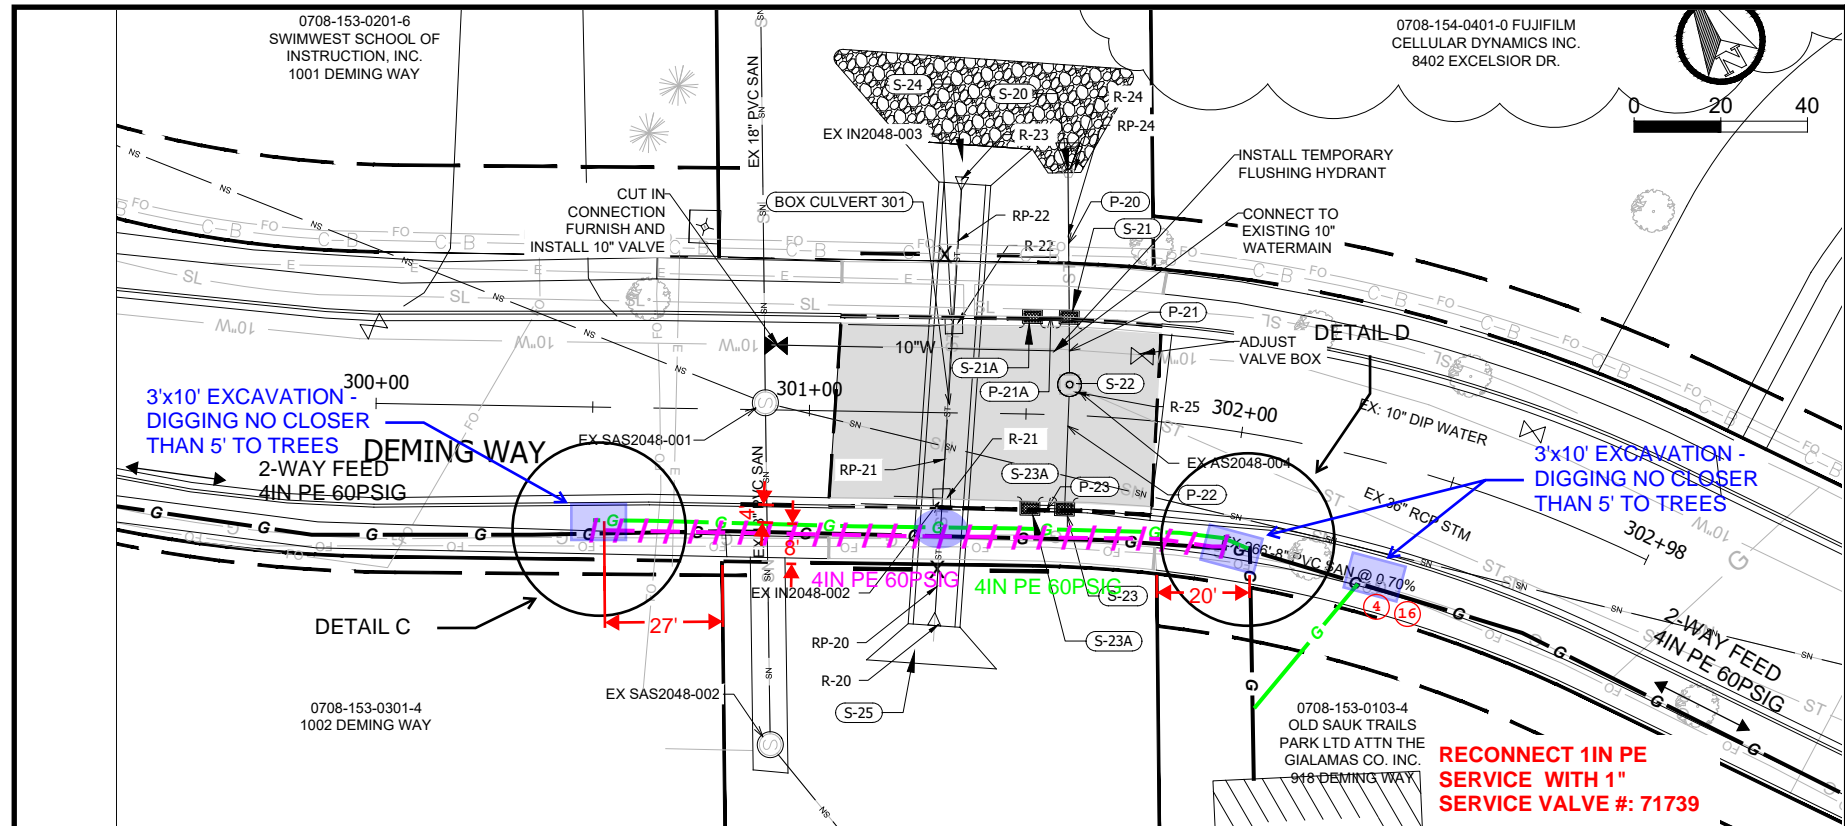 0708-153-0201-6
SWIMWEST SCHOOL OF
INSTRUCTION, INC.
1001 DEMING WAY
EX 18" PVC SAN
0708-154-0401-0 FUJIFILM
CELLULAR DYNAMICS INC.
8402 EXCELSIOR DR.
N
0 20 40
S-24
S-20
R-24
RP-24
EX IN2048-003
R-23
INSTALL TEMPORARY
FLUSHING HYDRANT
CUT IN
CONNECTION
FURNISH AND
INSTALL 10" VALVE
BOX CULVERT 301
RP-22
R-22
P-20
S-21
CONNECT TO
EXISTING 10"
WATERMAIN
P-21
ADJUST
VALVE BOX
DETAIL D
10"W
S-21A
P-21A
S-22
R-25
300+00
301+00
302+00
302+98
3'x10' EXCAVATION -
DIGGING NO CLOSER
THAN 5' TO TREES
DEMING WAY
2-WAY FEED
4IN PE 60PSIG
EX SAS2048-001
RP-21
R-21
S-23A
P-23
EX AS2048-004
P-22
EX: 10" DIP WATER
EX 36" RCP STM
3'x10' EXCAVATION -
DIGGING NO CLOSER
THAN 5' TO TREES
4'
8'
4IN PE 60PSIG
4IN PE 60PSIG
EX IN2048-002
S-23
S-23A
20'
27'
DETAIL C
RP-20
R-20
S-25
EX SAS2048-002
4
16
2-WAY FEED
4IN PE 60PSIG
0708-153-0301-4
1002 DEMING WAY
0708-153-0103-4
OLD SAUK TRAILS
PARK LTD ATTN THE
GIALAMAS CO. INC.
918 DEMING WAY
RECONNECT 1IN PE
SERVICE WITH 1"
SERVICE VALVE #: 71739